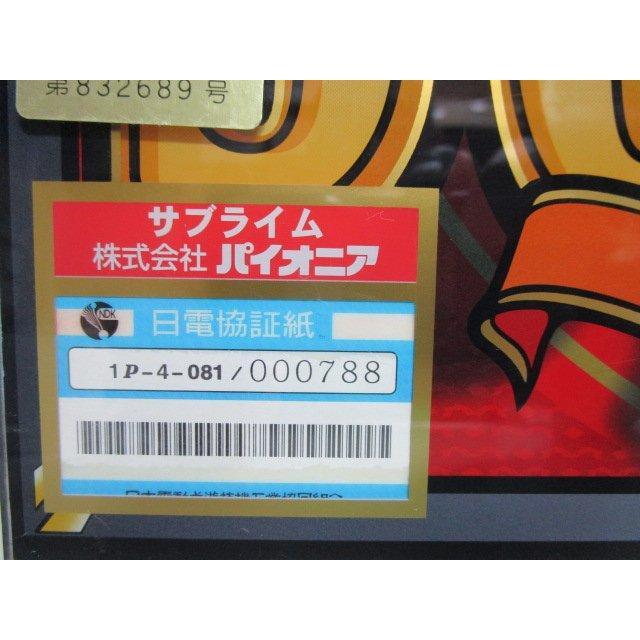 第832689号
サブライム
株式会社 パイオニア
NDK
日電協証紙
1P-4-081/000788